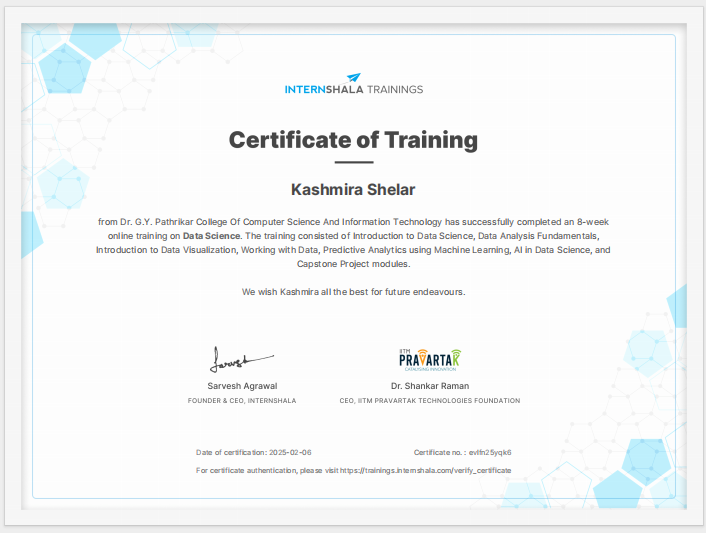 INTERNSHALA TRAININGS
Certificate of Training
Kashmira Shelar
from Dr. G.Y. Pathrikar College Of Computer Science And Information Technology has successfully completed an 8-week
online training on Data Science. The training consisted of Introduction to Data Science, Data Analysis Fundamentals,
Introduction to Data Visualization, Working with Data, Predictive Analytics using Machine Learning, AI in Data Science, and
Capstone Project modules.
We wish Kashmira all the best for future endeavours.
Sarvesh
IITM
PRAVARTAK
CATALYSING INNOVATION
Sarvesh Agrawal Dr. Shankar Raman
FOUNDER & CEO, INTERNSHALA CEO, IITM PRAVARTAK TECHNOLOGIES FOUNDATION
Date of certification: 2025-02-06 Certificate no. : evlfn25yqk6
For certificate authentication, please visit https://trainings.internshala.com/verify_certificate